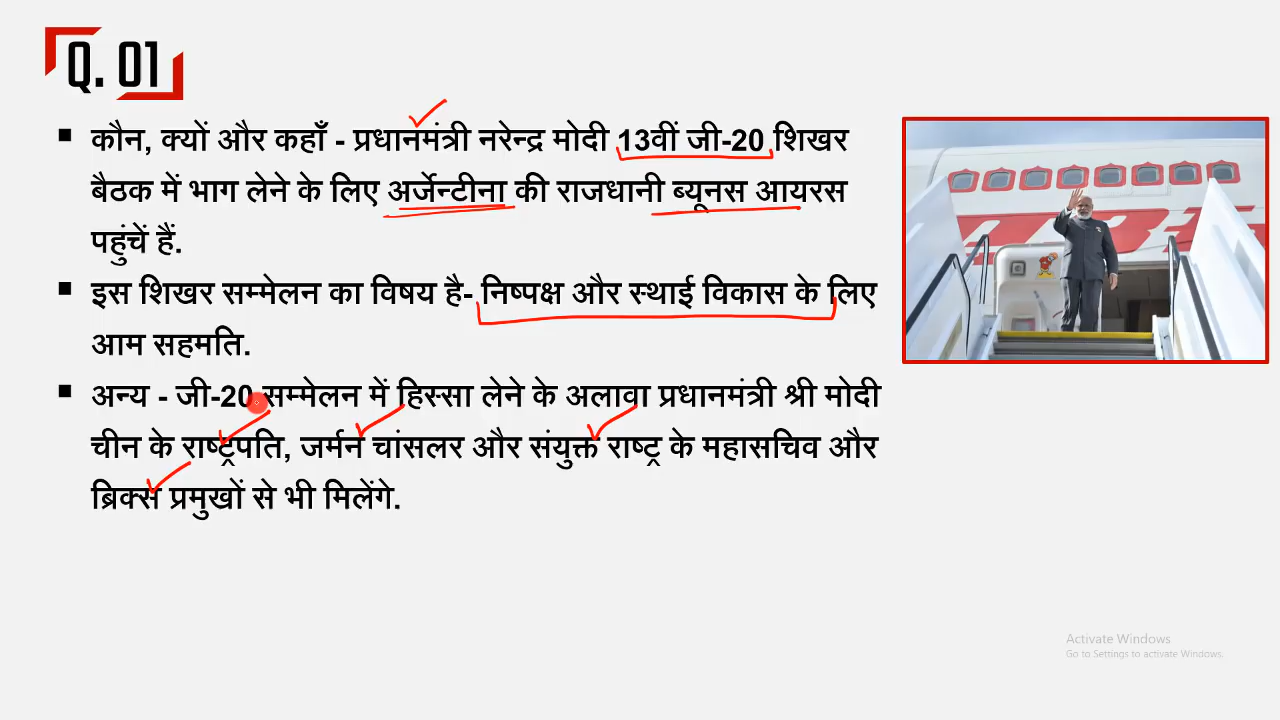 Q. 01
▪ कौन, क्यों और कहाँ - प्रधानमंत्री नरेन्द्र मोदी 13वीं जी-20 शिखर
बैठक में भाग लेने के लिए अर्जेन्टीना की राजधानी ब्यूनस आयरस
पहुंचें हैं.
▪ इस शिखर सम्मेलन का विषय है- निष्पक्ष और स्थाई विकास के लिए
आम सहमति.
▪ अन्य - जी-20 सम्मेलन में हिस्सा लेने के अलावा प्रधानमंत्री श्री मोदी
चीन के राष्ट्रपति, जर्मन चांसलर और संयुक्त राष्ट्र के महासचिव और
ब्रिक्स प्रमुखों से भी मिलेंगे.
Activate Windows
Go to Settings to activate Windows.